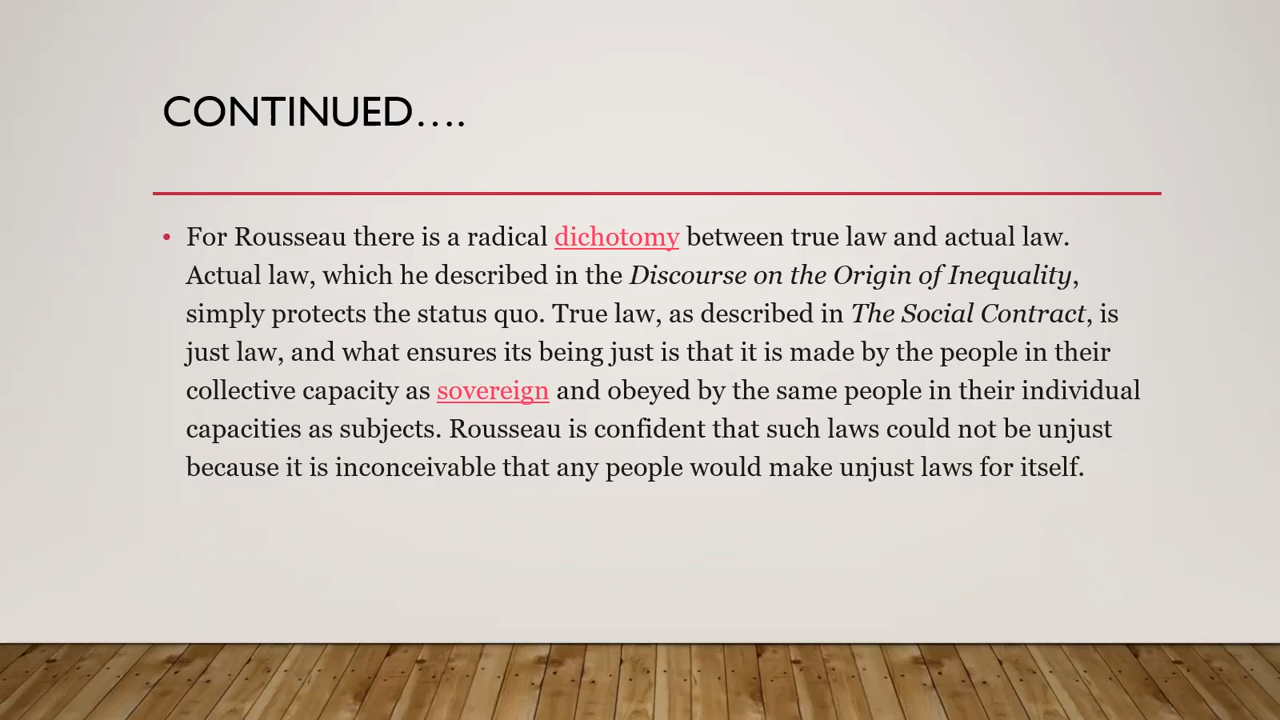 CONTINUED....
• For Rousseau there is a radical dichotomy between true law and actual law.
Actual law, which he described in the Discourse on the Origin of Inequality,
simply protects the status quo. True law, as described in The Social Contract, is
just law, and what ensures its being just is that it is made by the people in their
collective capacity as sovereign and obeyed by the same people in their individual
capacities as subjects. Rousseau is confident that such laws could not be unjust
because it is inconceivable that any people would make unjust laws for itself.